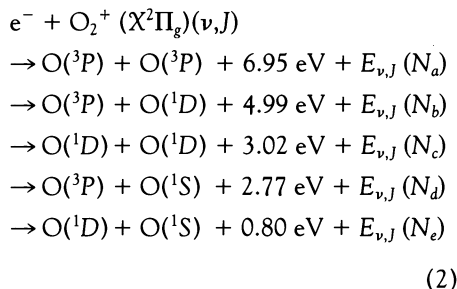 e⁻ + O₂⁺ (X²Πg)(ν,J)
→O(³P) + O(³P) + 6.95 eV + Eν,J (Na)
→O(³P) + O(¹D) + 4.99 eV + Eν,J (Nb)
→O(¹D) + O(¹D) + 3.02 eV + Eν,J (Nc)
→O(³P) + O(¹S) + 2.77 eV + Eν,J (Nd)
→O(¹D) + O(¹S) + 0.80 eV + Eν,J (Ne)
(2)